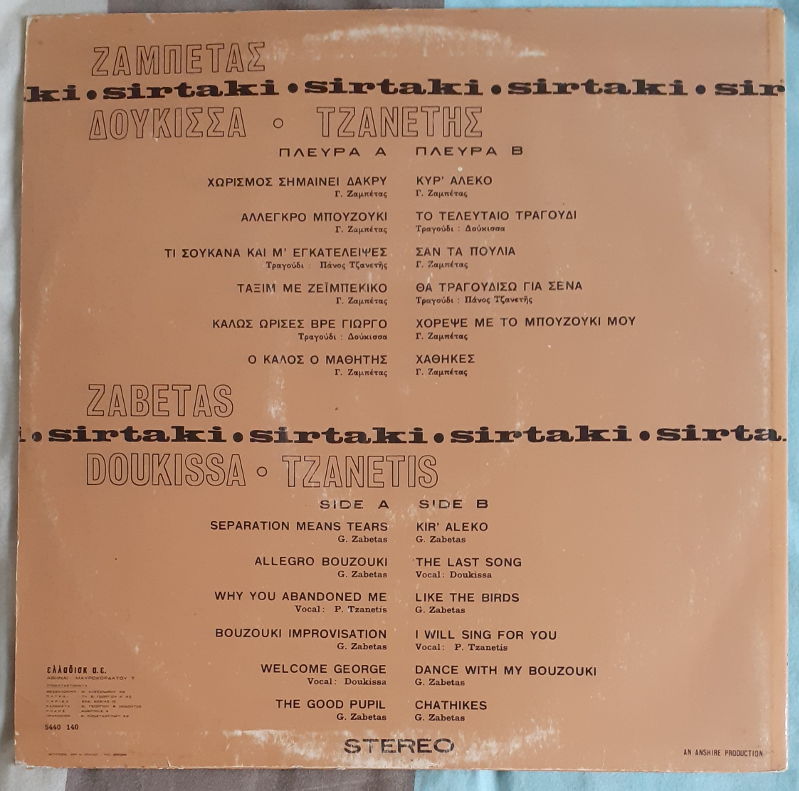 ΖΑΜΠΕΤΑΣ
ki • sirtaki • sirtaki • sirtaki • sir
ΔΟΥΚΙΣΣΑ ∘ ΤΖΑΝΕΤΗΣ
ΠΛΕΥΡΑ Α ΠΛΕΥΡΑ Β
ΧΩΡΙΣΜΟΣ ΣΗΜΑΙΝΕΙ ΔΑΚΡΥ ΚΥΡ' ΑΛΕΚΟ
Γ. Ζαμπέτας Γ. Ζαμπέτας
ΑΛΛΕΓΚΡΟ ΜΠΟΥΖΟΥΚΙ ΤΟ ΤΕΛΕΥΤΑΙΟ ΤΡΑΓΟΥΔΙ
Γ. Ζαμπέτας Τραγούδι : Δούκισσα
ΤΙ ΣΟΥΚΑΝΑ ΚΑΙ Μ' ΕΓΚΑΤΕΛΕΙΨΕΣ ΣΑΝ ΤΑ ΠΟΥΛΙΑ
Τραγούδι : Πάνος Τζανετῆς Γ. Ζαμπέτας
ΤΑΞΙΜ ΜΕ ΖΕΪΜΠΕΚΙΚΟ ΘΑ ΤΡΑΓΟΥΔΙΣΩ ΓΙΑ ΣΕΝΑ
Γ. Ζαμπέτας Τραγούδι : Πάνος Τζανετῆς
ΚΑΛΩΣ ΩΡΙΣΕΣ ΒΡΕ ΓΙΩΡΓΟ ΧΟΡΕΨΕ ΜΕ ΤΟ ΜΠΟΥΖΟΥΚΙ ΜΟΥ
Τραγούδι : Δούκισσα Γ. Ζαμπέτας
Ο ΚΑΛΟΣ Ο ΜΑΘΗΤΗΣ ΧΑΘΗΚΕΣ
Γ. Ζαμπέτας Γ. Ζαμπέτας
ZABETAS
i • sirtaki • sirtaki • sirtaki • sirta
DOUKISSA ∘ TZANETIS
SIDE A SIDE B
SEPARATION MEANS TEARS KIR' ALEKO
G. Zabetas G. Zabetas
ALLEGRO BOUZOUKI THE LAST SONG
G. Zabetas Vocal: Doukissa
WHY YOU ABANDONED ME LIKE THE BIRDS
Vocal: P. Tzanetis G. Zabetas
BOUZOUKI IMPROVISATION I WILL SING FOR YOU
G. Zabetas Vocal: P. Tzanetis
WELCOME GEORGE DANCE WITH MY BOUZOUKI
Vocal: Doukissa G. Zabetas
THE GOOD PUPIL CHATHIKES
G. Zabetas G. Zabetas
ελλαδισκ α.ε.
ΑΘΗΝΑΙ ΜΑΥΡΟΚΟΡΔΑΤΟΥ 7
5440 140
STEREO
AN ANSHIRE PRODUCTION